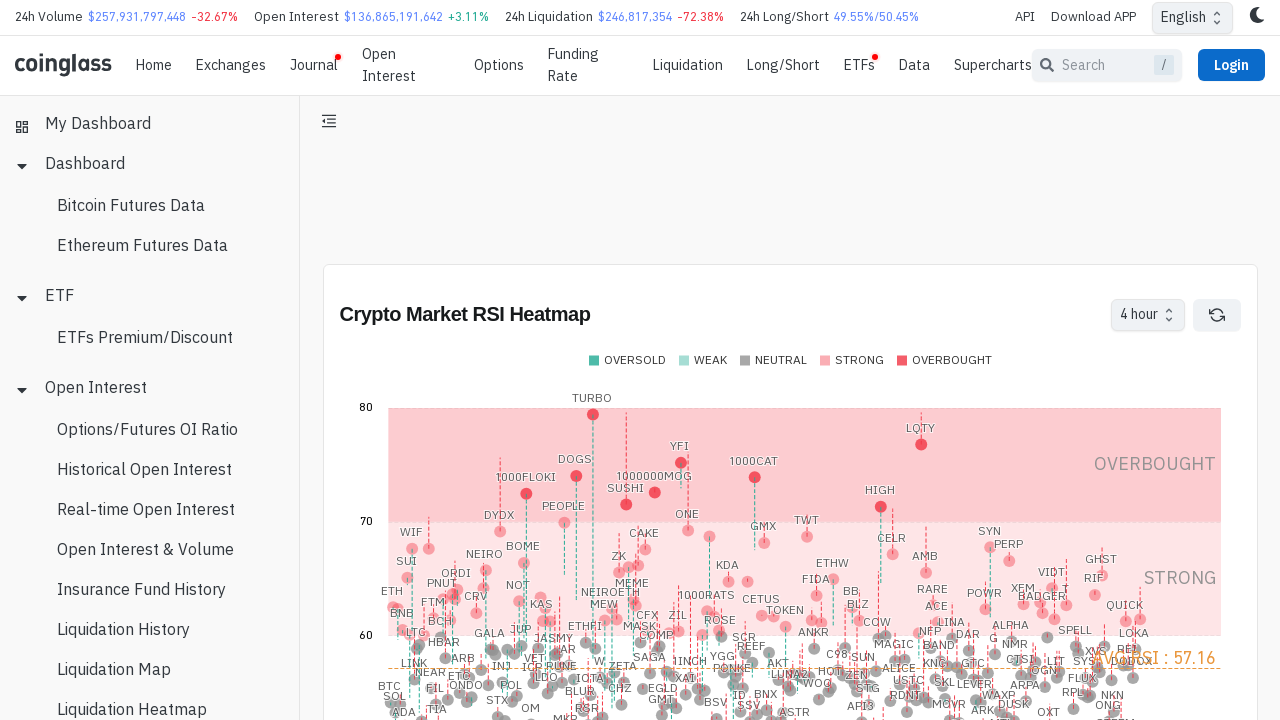 24h Volume $257,931,797,448 -32.67% Open Interest $136,865,191,642 +3.11% 24h Liquidation $246,817,354 -72.38% 24h Long/Short 49.55%/50.45% API Download APP English
coinglass Home Exchanges Journal Open Interest Options Funding Rate Liquidation Long/Short ETFs Data Supercharts Search / Login
My Dashboard
Dashboard
Bitcoin Futures Data
Ethereum Futures Data
ETF
ETFs Premium/Discount
Open Interest
Options/Futures OI Ratio
Historical Open Interest
Real-time Open Interest
Open Interest & Volume
Insurance Fund History
Liquidation History
Liquidation Map
Liquidation Heatmap
Crypto Market RSI Heatmap 4 hour
OVERSOLD WEAK NEUTRAL STRONG OVERBOUGHT
TURBO
80
LQTY
YFI
DOGS 1000CAT OVERBOUGHT
1000FLOKI 1000000MOG
SUSHI HIGH
PEOPLE
DYDX ONE
70 GMX TWT
WIF CAKE CELR SYN
BOME PERP
NEIRO ZK AMB GHST
SUI KDA ETHW
ORDI VIDT
PNUT MEME FIDA RIF STRONG
ETH NOT NEIROETH BB RARE POWR XEM
CRV 1000RATS BADGER
FTM KAS MEW CETUS BLZ ACE QUICK
BNB CFX ZIL TOKEN
BCH ROSE COW LINA
LTC GALA JUP ETHFI MASK ANKR NFP DAR ALPHA SPELL LOKA
60
HBAR JASMY COMP SCR MAGIC BAND G NMR
REEF
ARB VET SAGA YGG C98 SUN CTSI LIT SYS
LINK INJ RUNE ZETA 1INCH AKT KNC GTC : 57.16
NEAR ALICE OGN
ETC LDO XAI LUNA2 HOT ZEN USTC FLUX
BTC FIL ONDO POL CHZ EGLD STG SKL LEVER ARPA
SOL STX BLUR GMT BNX WAXP RPL NKN
TIA OM BSV API3 DUSK ONG
ADA SSV ASTR ARK OXT